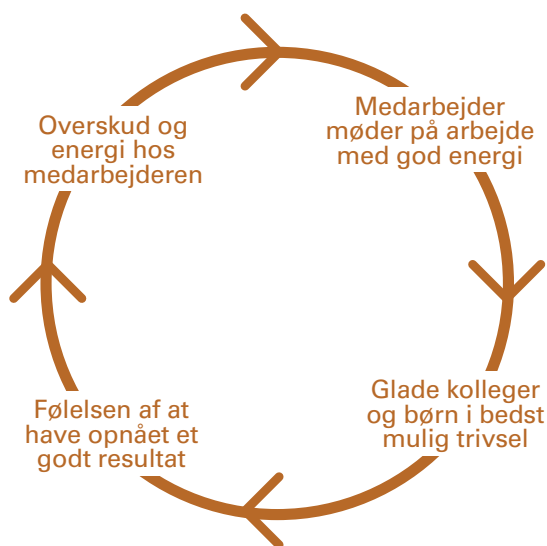 Overskud og
energi hos
medarbejderen
Medarbejder
møder på arbejde
med god energi
Glade kolleger
og børn i bedst
mulig trivsel
Følelsen af at
have opnået et
godt resultat